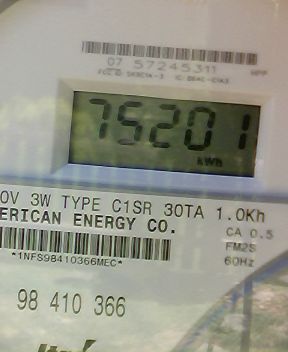 07 57245311
75201
kWh
0V 3W TYPE C1SR 30TA 1.0Kh
ERICAN ENERGY CO.
CA 0.5
FM2S
60Hz
*1NFS9B410366MEC*
98 410 366